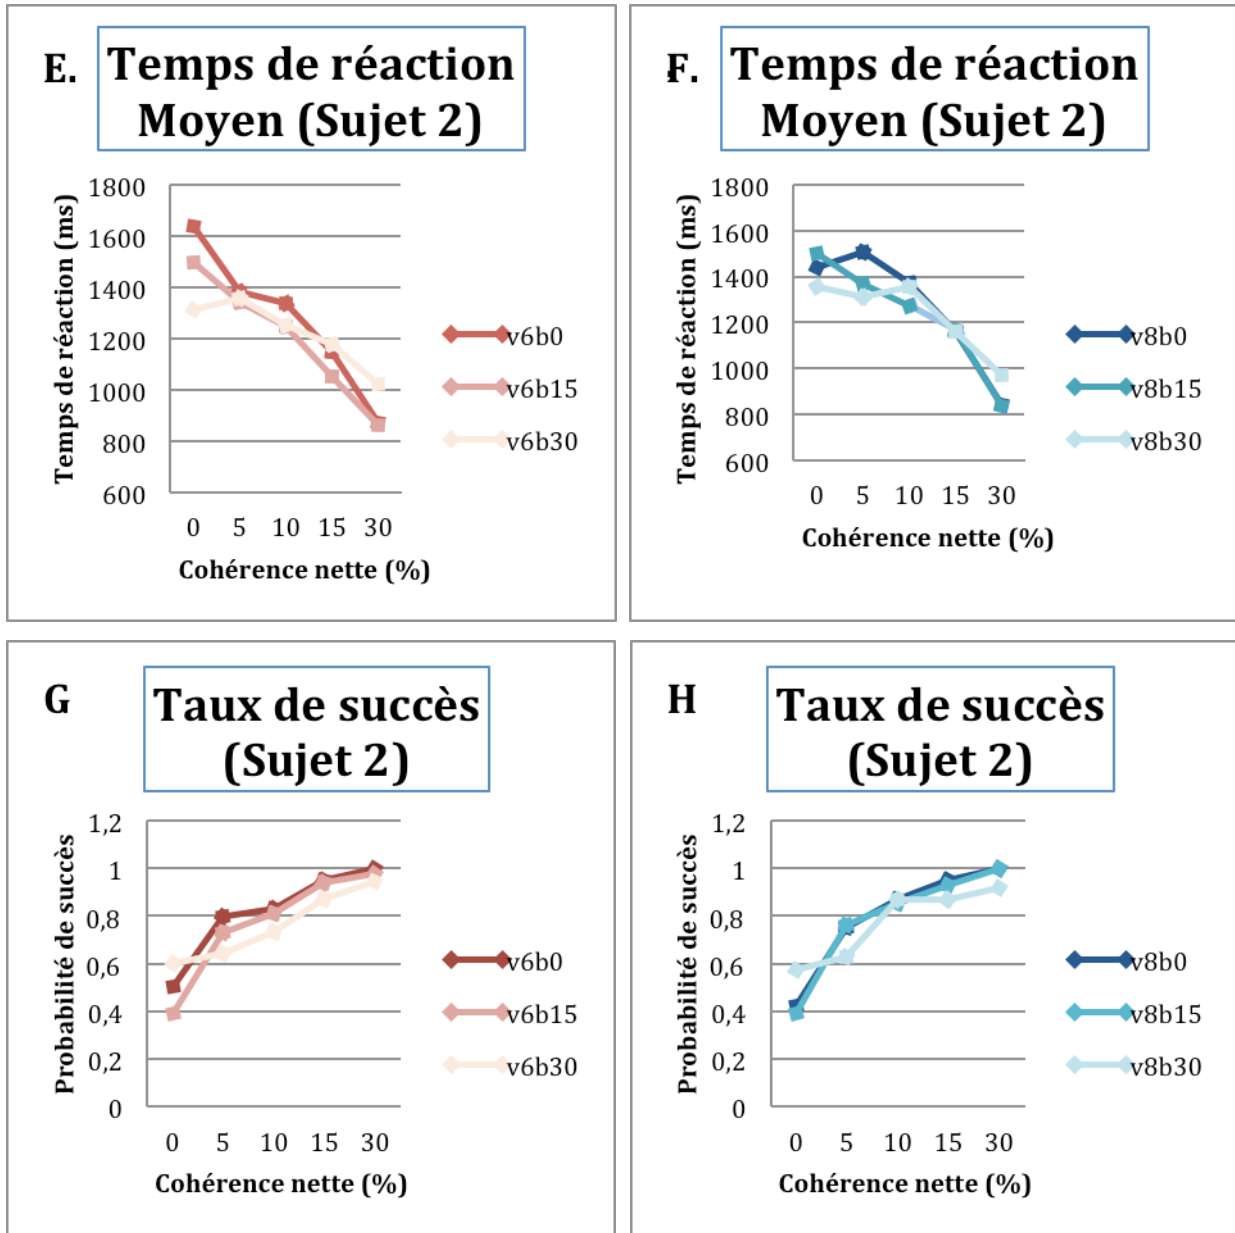 E.
Temps de réaction
Moyen (Sujet 2)
Temps de réaction (ms)
1800
1600
1400
1200
1000
800
600
0 5 10 15 30
Cohérence nette (%)
v6b0
v6b15
v6b30
F.
Temps de réaction
Moyen (Sujet 2)
Temps de réaction (ms)
1800
1600
1400
1200
1000
800
600
0 5 10 15 30
Cohérence nette (%)
v8b0
v8b15
v8b30
G
Taux de succès
(Sujet 2)
Probabilité de succès
1,2
1
0,8
0,6
0,4
0,2
0
0 5 10 15 30
Cohérence nette (%)
v6b0
v6b15
v6b30
H
Taux de succès
(Sujet 2)
Probabilité de succès
1,2
1
0,8
0,6
0,4
0,2
0
0 5 10 15 30
Cohérence nette (%)
v8b0
v8b15
v8b30